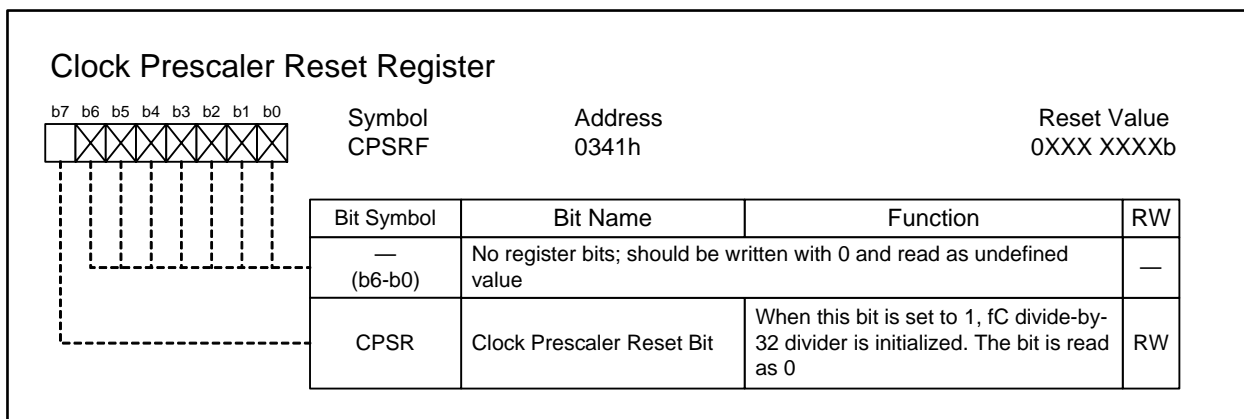 Clock Prescaler Reset Register
b7 b6 b5 b4 b3 b2 b1 b0
Symbol Address Reset Value
CPSRF 0341h 0XXX XXXXb
Bit Symbol Bit Name Function RW
—
(b6-b0)
No register bits; should be written with 0 and read as undefined
value
—
CPSR
Clock Prescaler Reset Bit
When this bit is set to 1, fC divide-by-
32 divider is initialized. The bit is read
as 0
RW